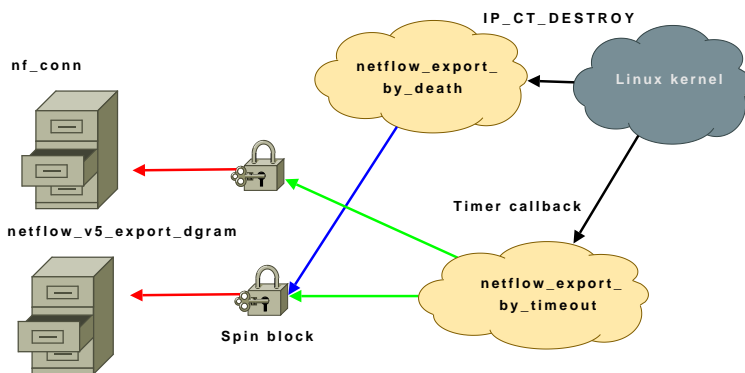 IP_CT_DESTROY
nf_conn
netflow_export_
by_death
Linux kernel
Timer callback
netflow_v5_export_dgram
netflow_export_
by_timeout
Spin block